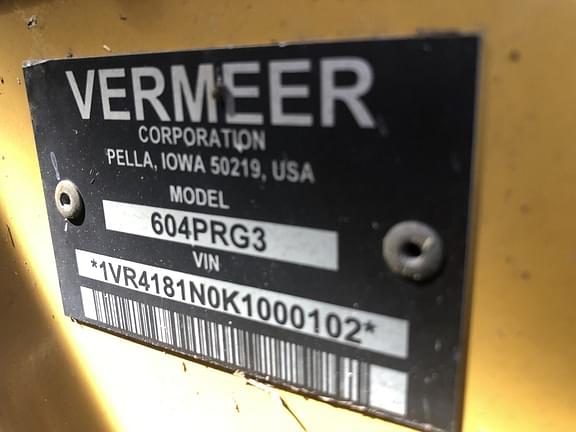 VERMEER
CORPORATION
PELLA, IOWA 50219, USA
MODEL
604PRG3
VIN
*1VR4181N0K1000102*